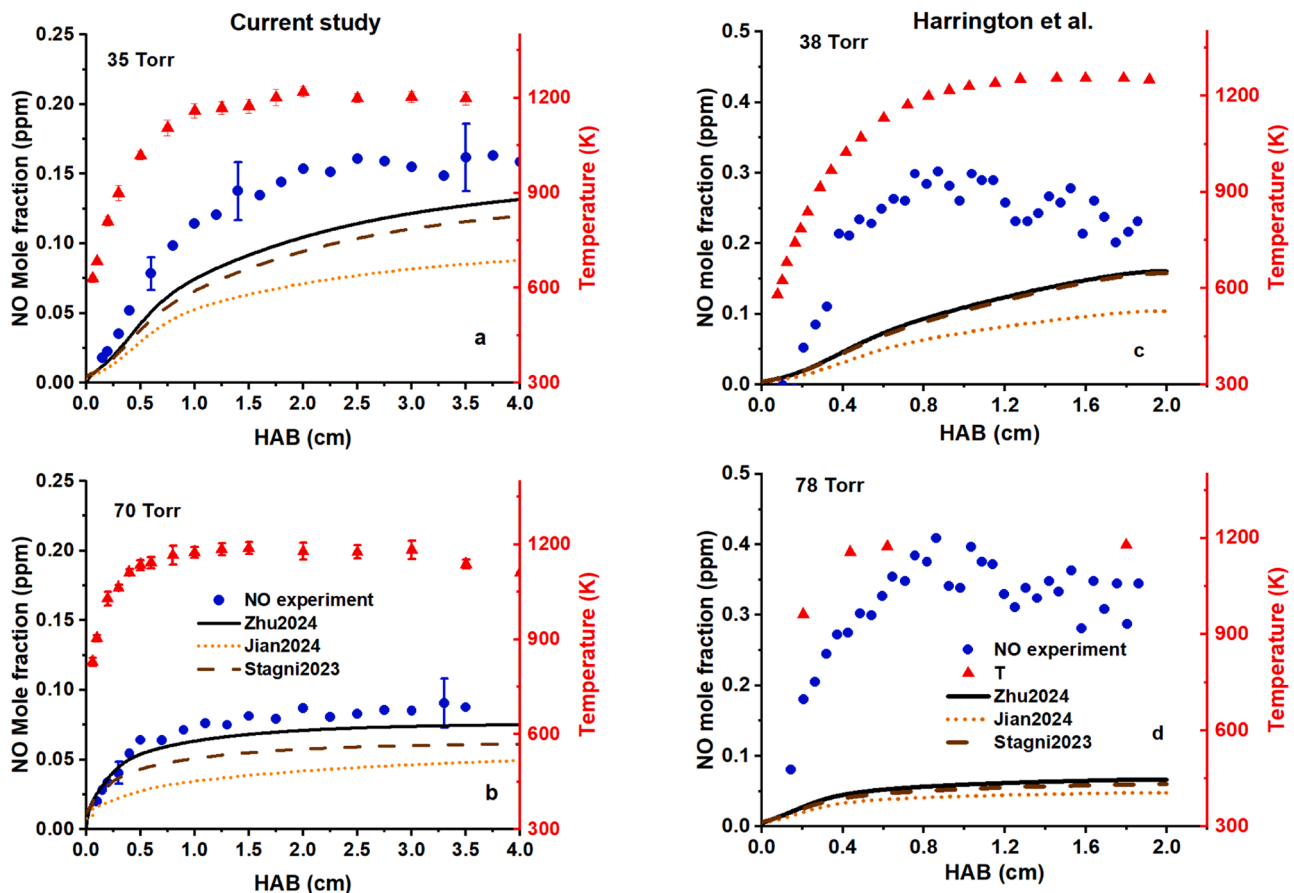 Current study
35 Torr
0.25
0.20
0.15
0.10
0.05
0.00
NO Mole fraction (ppm)
1200
900
600
300
Temperature (K)
a
0.0 0.5 1.0 1.5 2.0 2.5 3.0 3.5 4.0
HAB (cm)
Harrington et al.
38 Torr
0.5
0.4
0.3
0.2
0.1
0.0
NO mole fraction (ppm)
1200
900
600
300
Temperature (K)
c
0.0 0.4 0.8 1.2 1.6 2.0
HAB (cm)
70 Torr
0.25
0.20
0.15
0.10
0.05
0.00
NO Mole fraction (ppm)
NO experiment
Zhu2024
Jian2024
Stagni2023
1200
900
600
300
Temperature (K)
b
0.0 0.5 1.0 1.5 2.0 2.5 3.0 3.5 4.0
HAB (cm)
78 Torr
0.5
0.4
0.3
0.2
0.1
0.0
NO mole fraction (ppm)
NO experiment
T
Zhu2024
Jian2024
Stagni2023
1200
900
600
300
Temperature (K)
d
0.0 0.4 0.8 1.2 1.6 2.0
HAB (cm)